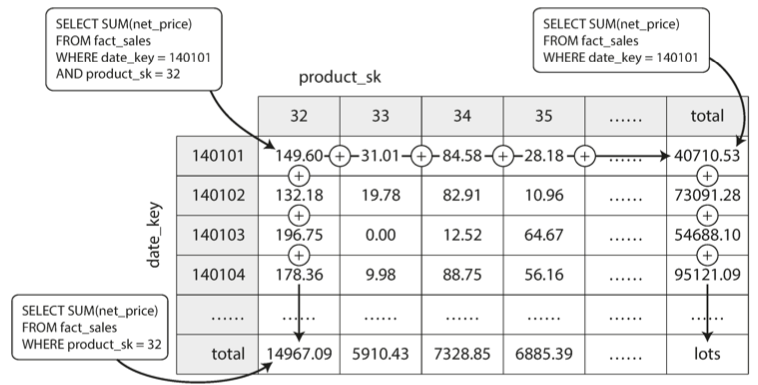 SELECT SUM(net_price)
FROM fact_sales
WHERE date_key = 140101
AND product_sk = 32
SELECT SUM(net_price)
FROM fact_sales
WHERE date_key = 140101
product_sk
32 33 34 35 ...... total
140101 149.60 + 31.01 + 84.58 + 28.18 + ...... 40710.53
+ +
140102 132.18 19.78 82.91 10.96 ...... 73091.28
+ +
140103 196.75 0.00 12.52 64.67 ...... 54688.10
+ +
140104 178.36 9.98 88.75 56.16 ...... 95121.09
...... ...... ...... ...... ...... ...... ......
total 14967.09 5910.43 7328.85 6885.39 ...... lots
date_key
SELECT SUM(net_price)
FROM fact_sales
WHERE product_sk = 32